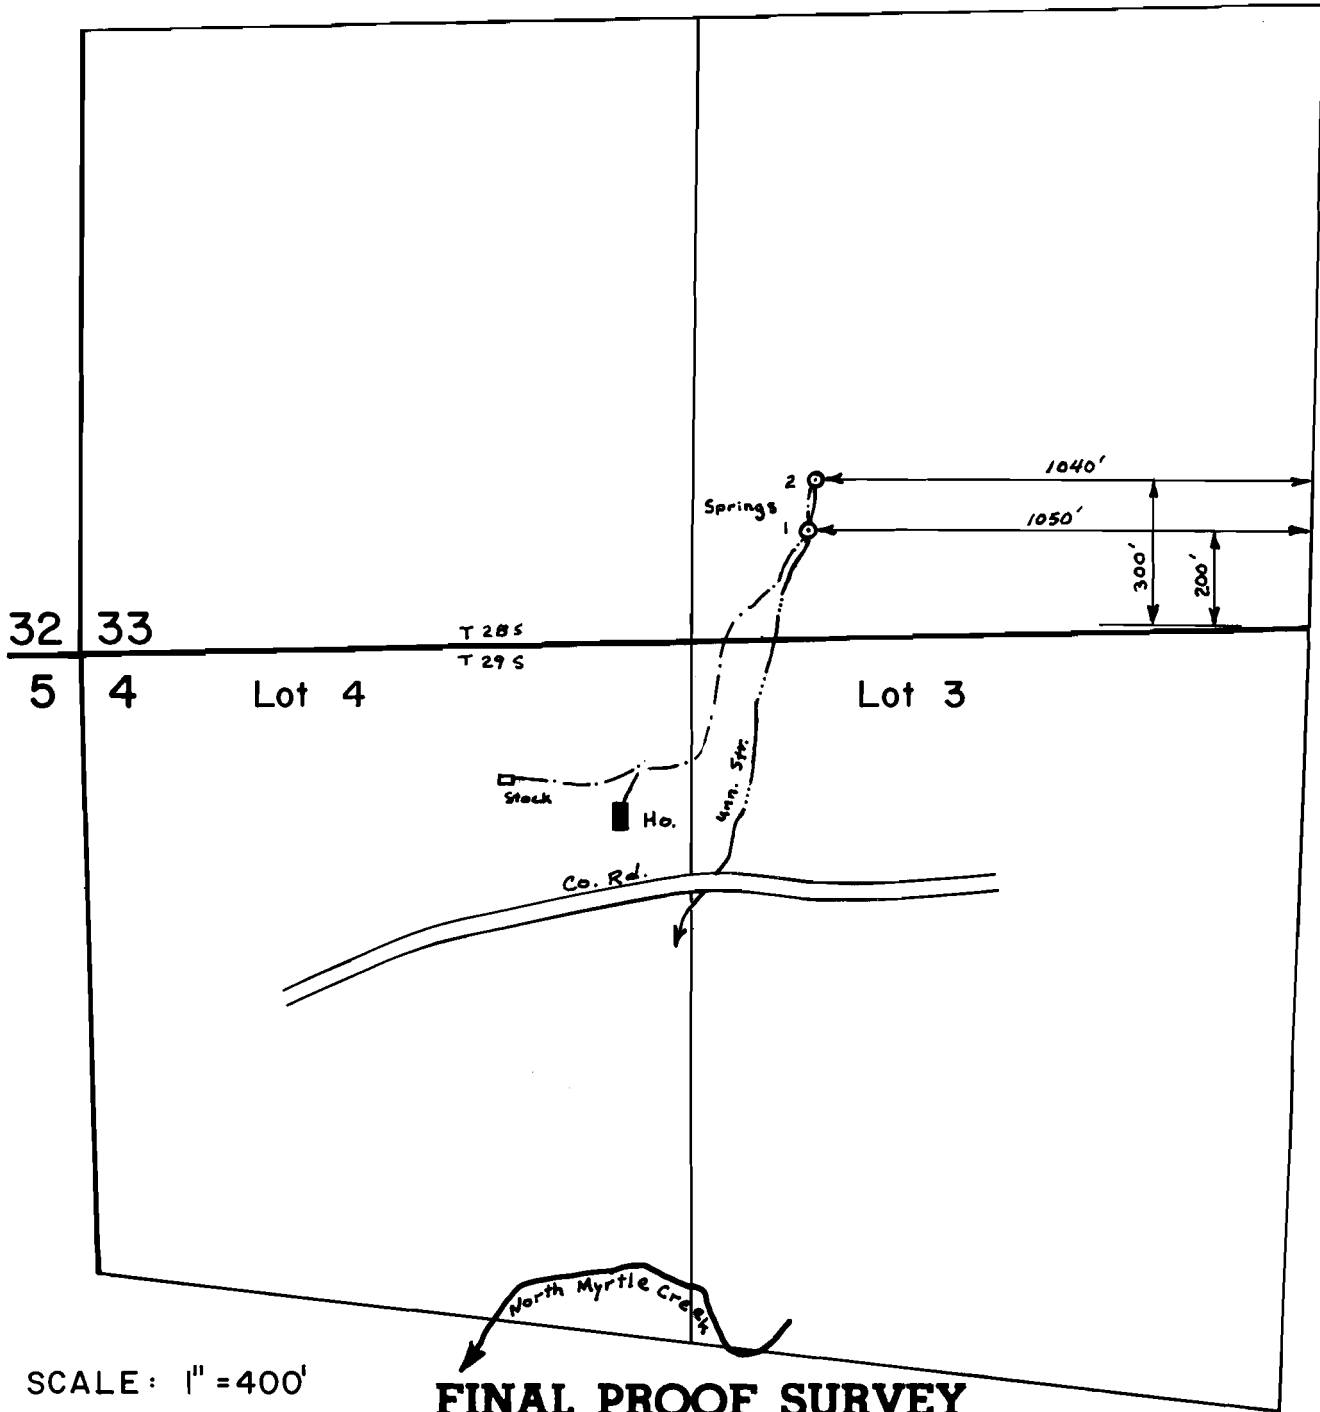 2
1040'
Springs
1
1050'
300'
200'
32 33
T 28 S
T 29 S
5 4
Lot 4
Lot 3
Stock
Ho.
unn. Str.
Co. Rd.
North Myrtle Creek
SCALE: 1" = 400'
FINAL PROOF SURVEY